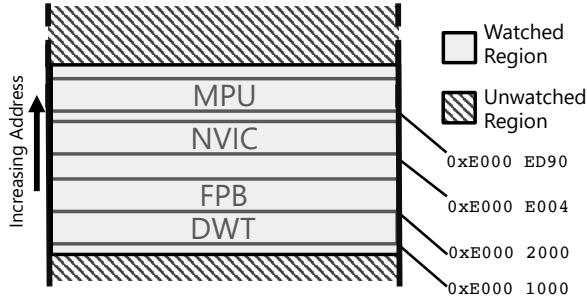 Increasing Address
MPU
NVIC
FPB
DWT
Watched
Region
Unwatched
Region
0xE000 ED90
0xE000 E004
0xE000 2000
0xE000 1000